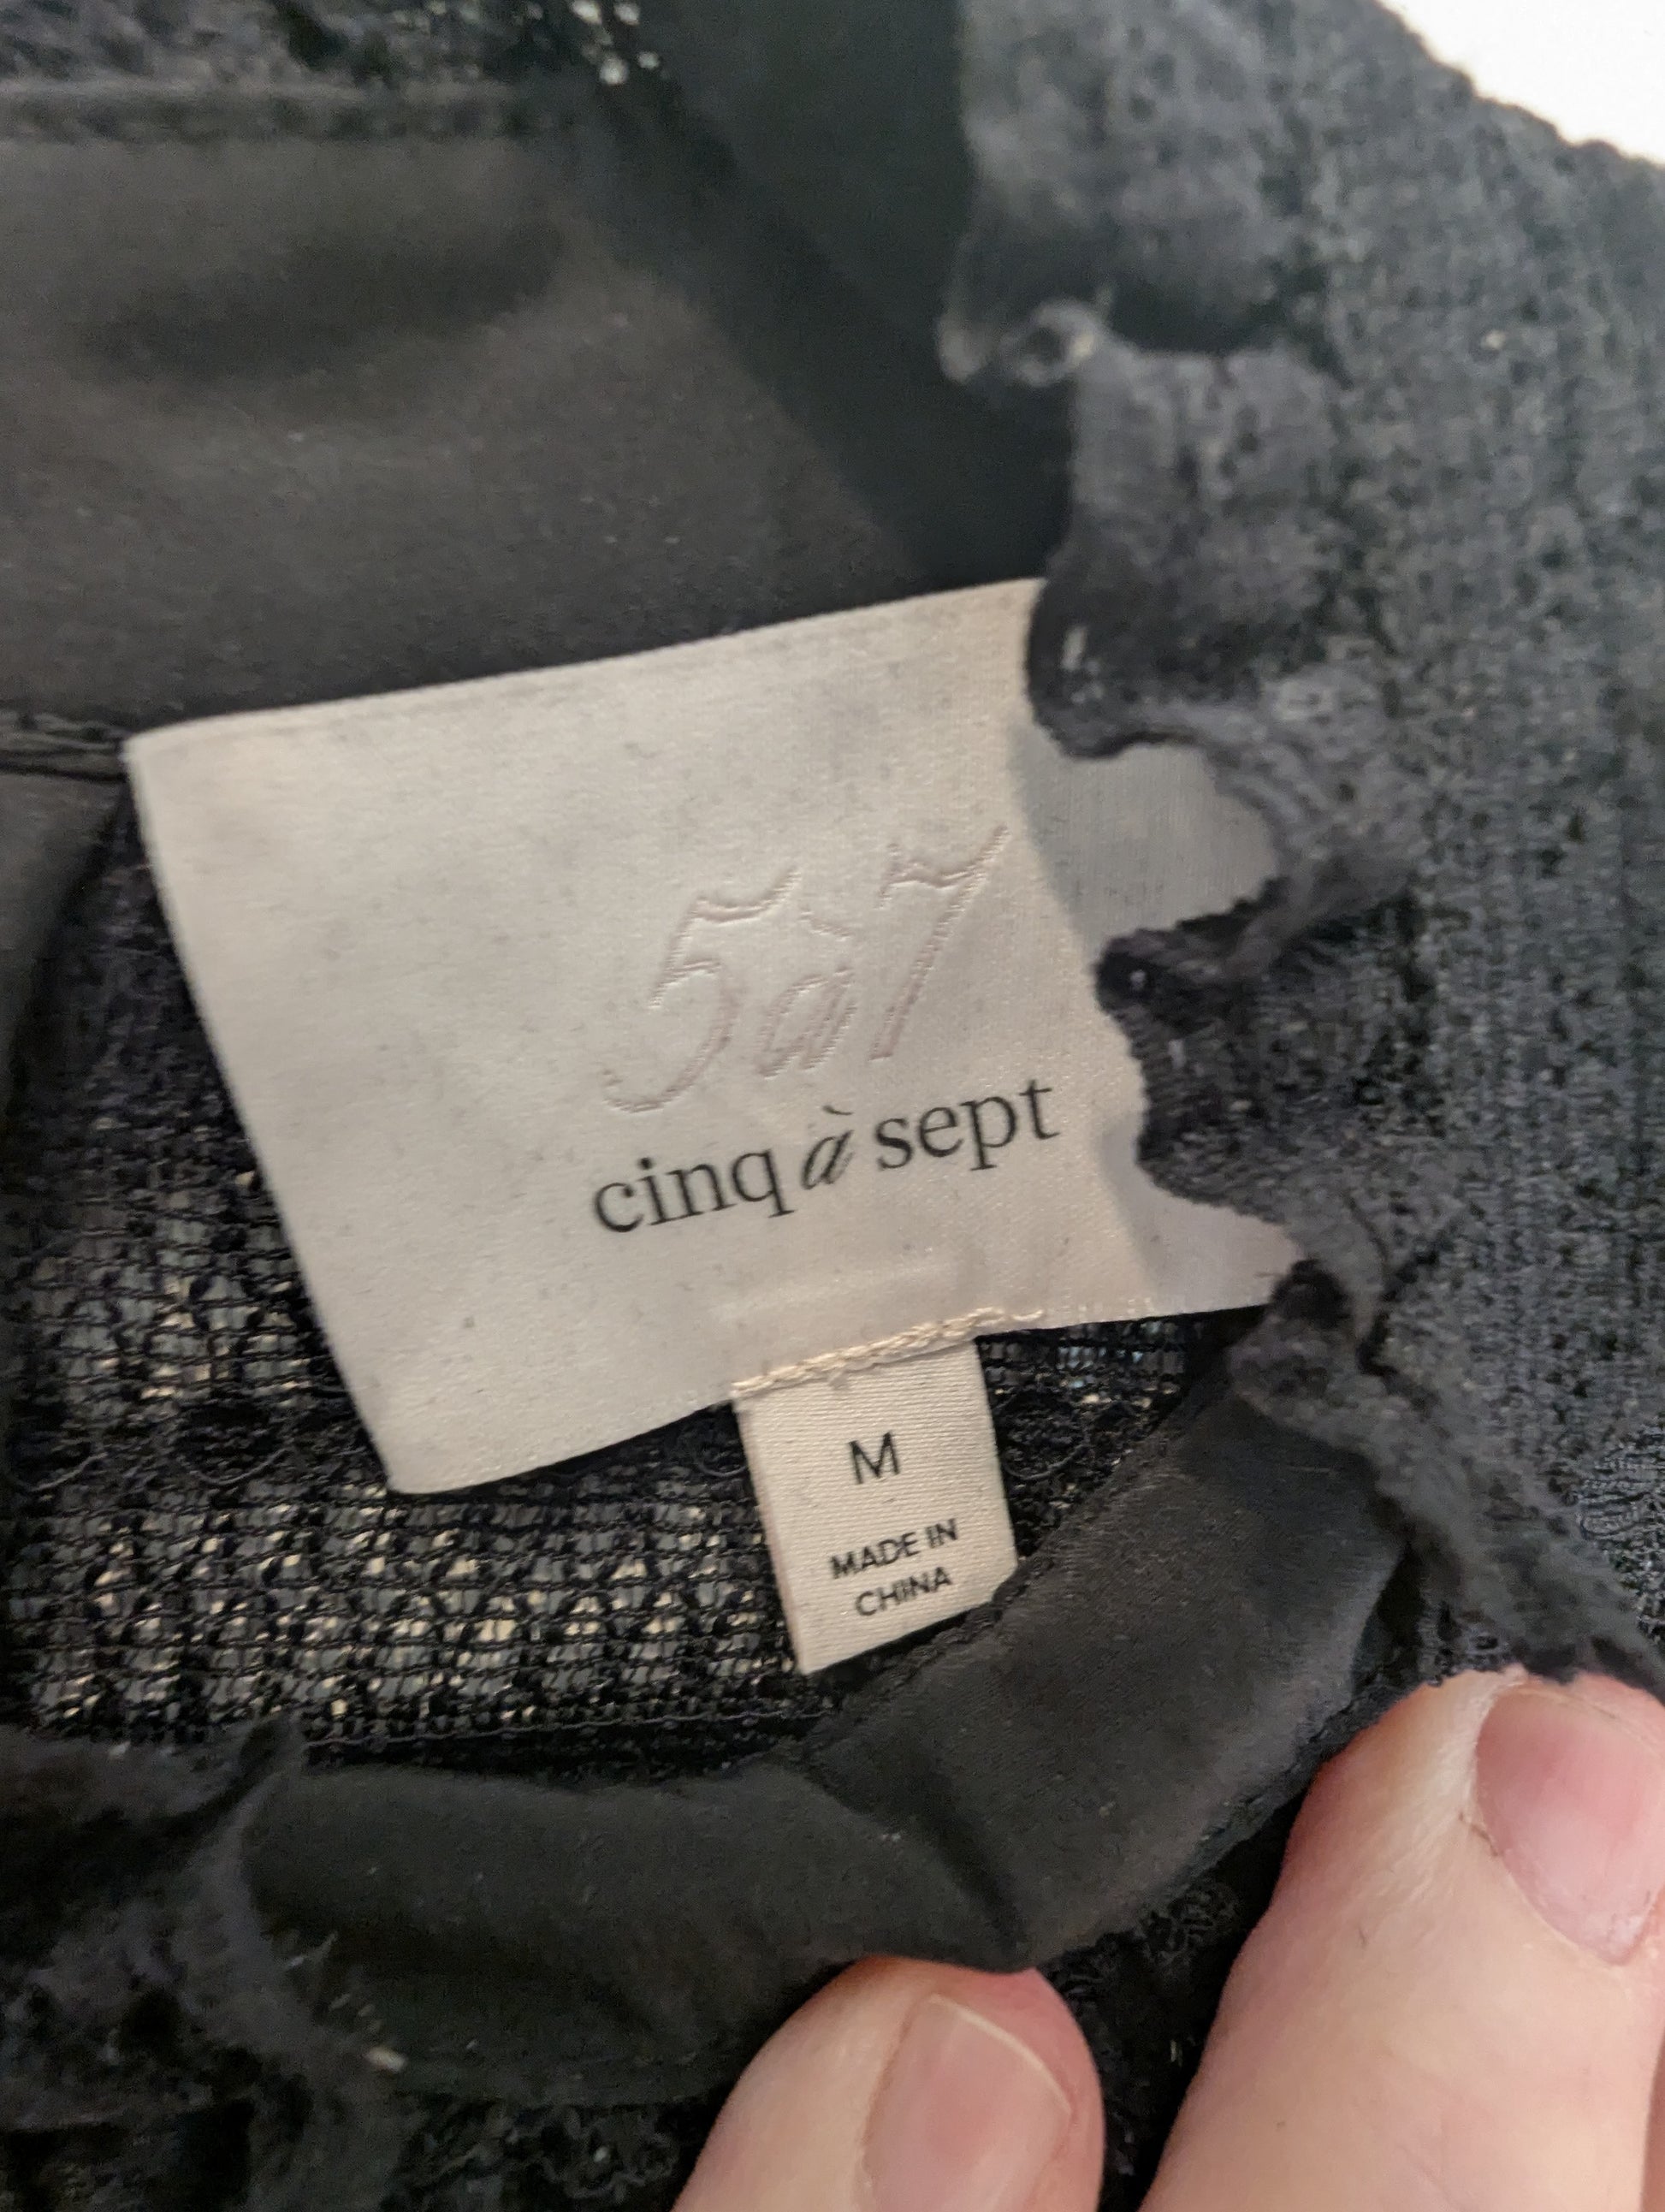 5à7
cinq à sept
M
MADE IN
CHINA